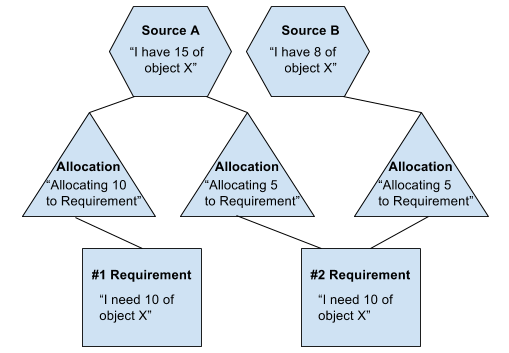 Source A
“I have 15 of
object X”
Source B
“I have 8 of
object X”
Allocation
“Allocating 10
to Requirement”
Allocation
“Allocating 5
to Requirement”
Allocation
“Allocating 5
to Requirement”
#1 Requirement
“I need 10 of
object X”
#2 Requirement
“I need 10 of
object X”